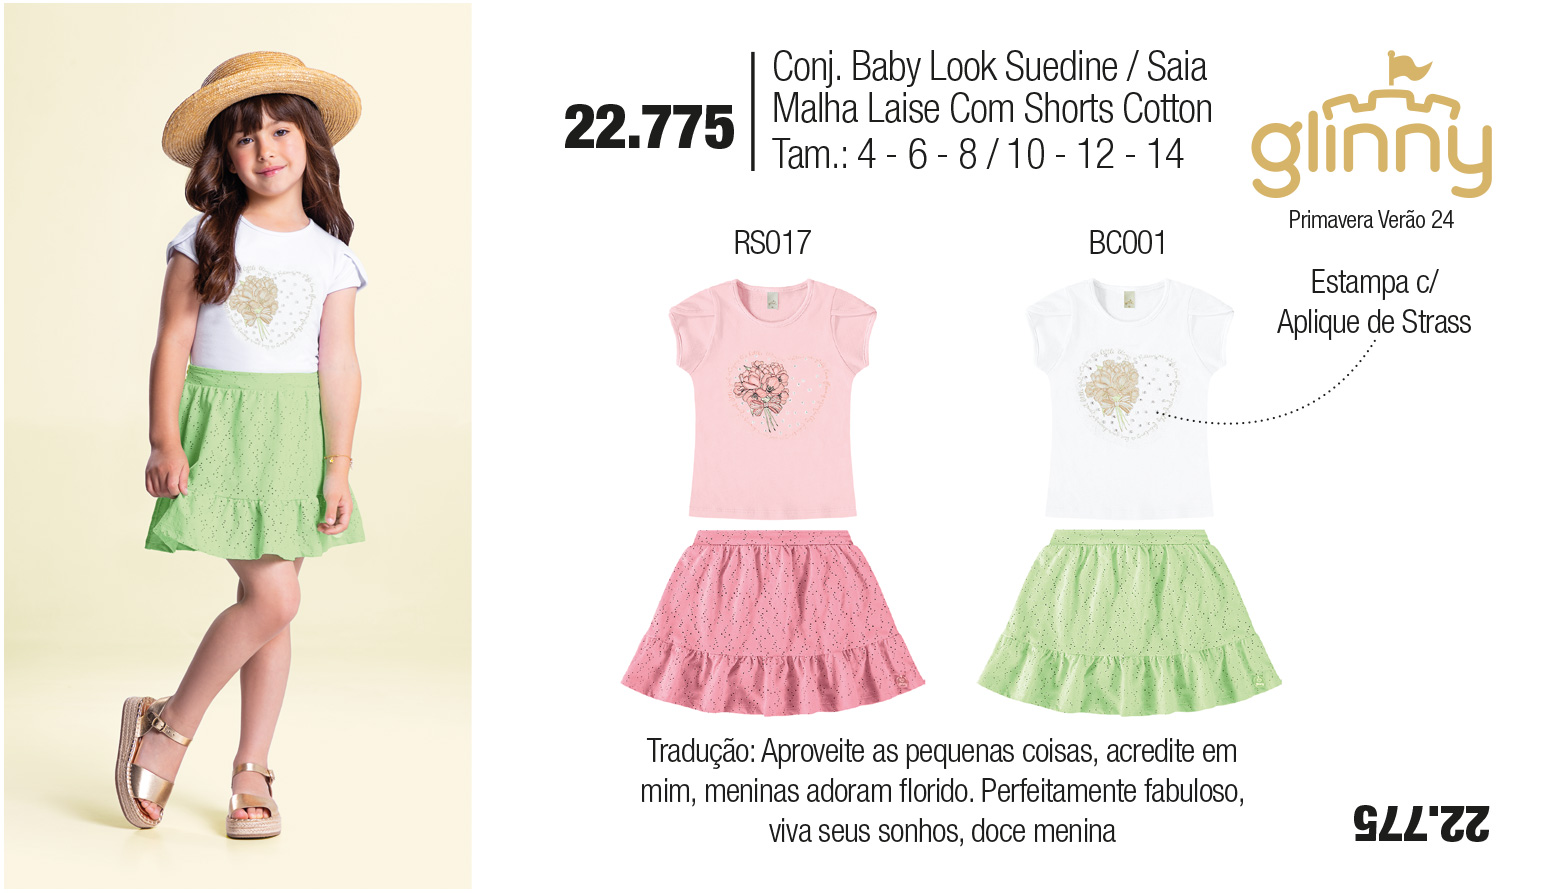 22.775
Conj. Baby Look Suedine / Saia
Malha Laise Com Shorts Cotton
Tam.: 4 - 6 - 8 / 10 - 12 - 14
glinny
Primavera Verão 24
RS017
BC001
Estampa c/
Aplique de Strass
Tradução: Aproveite as pequenas coisas, acredite em
mim, meninas adoram florido. Perfeitamente fabuloso,
viva seus sonhos, doce menina
22.775